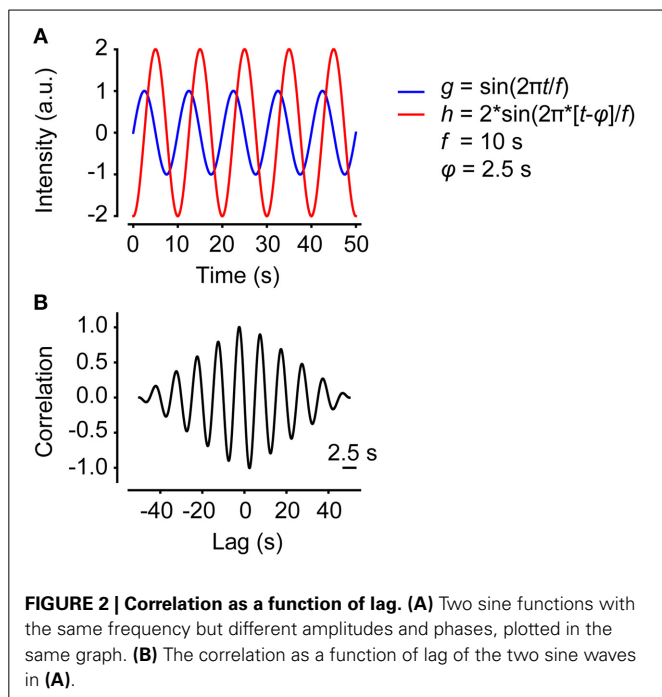 A
2
1
0
-1
-2
Intensity (a.u.)
0 10 20 30 40 50
Time (s)
g = sin(2πt/f)
h = 2*sin(2π*[t-φ]/f)
f = 10 s
φ = 2.5 s
B
1.0
0.5
0.0
-0.5
-1.0
Correlation
2.5 s
-40 -20 0 20 40
Lag (s)
FIGURE 2 | Correlation as a function of lag. (A) Two sine functions with
the same frequency but different amplitudes and phases, plotted in the
same graph. (B) The correlation as a function of lag of the two sine waves
in (A).